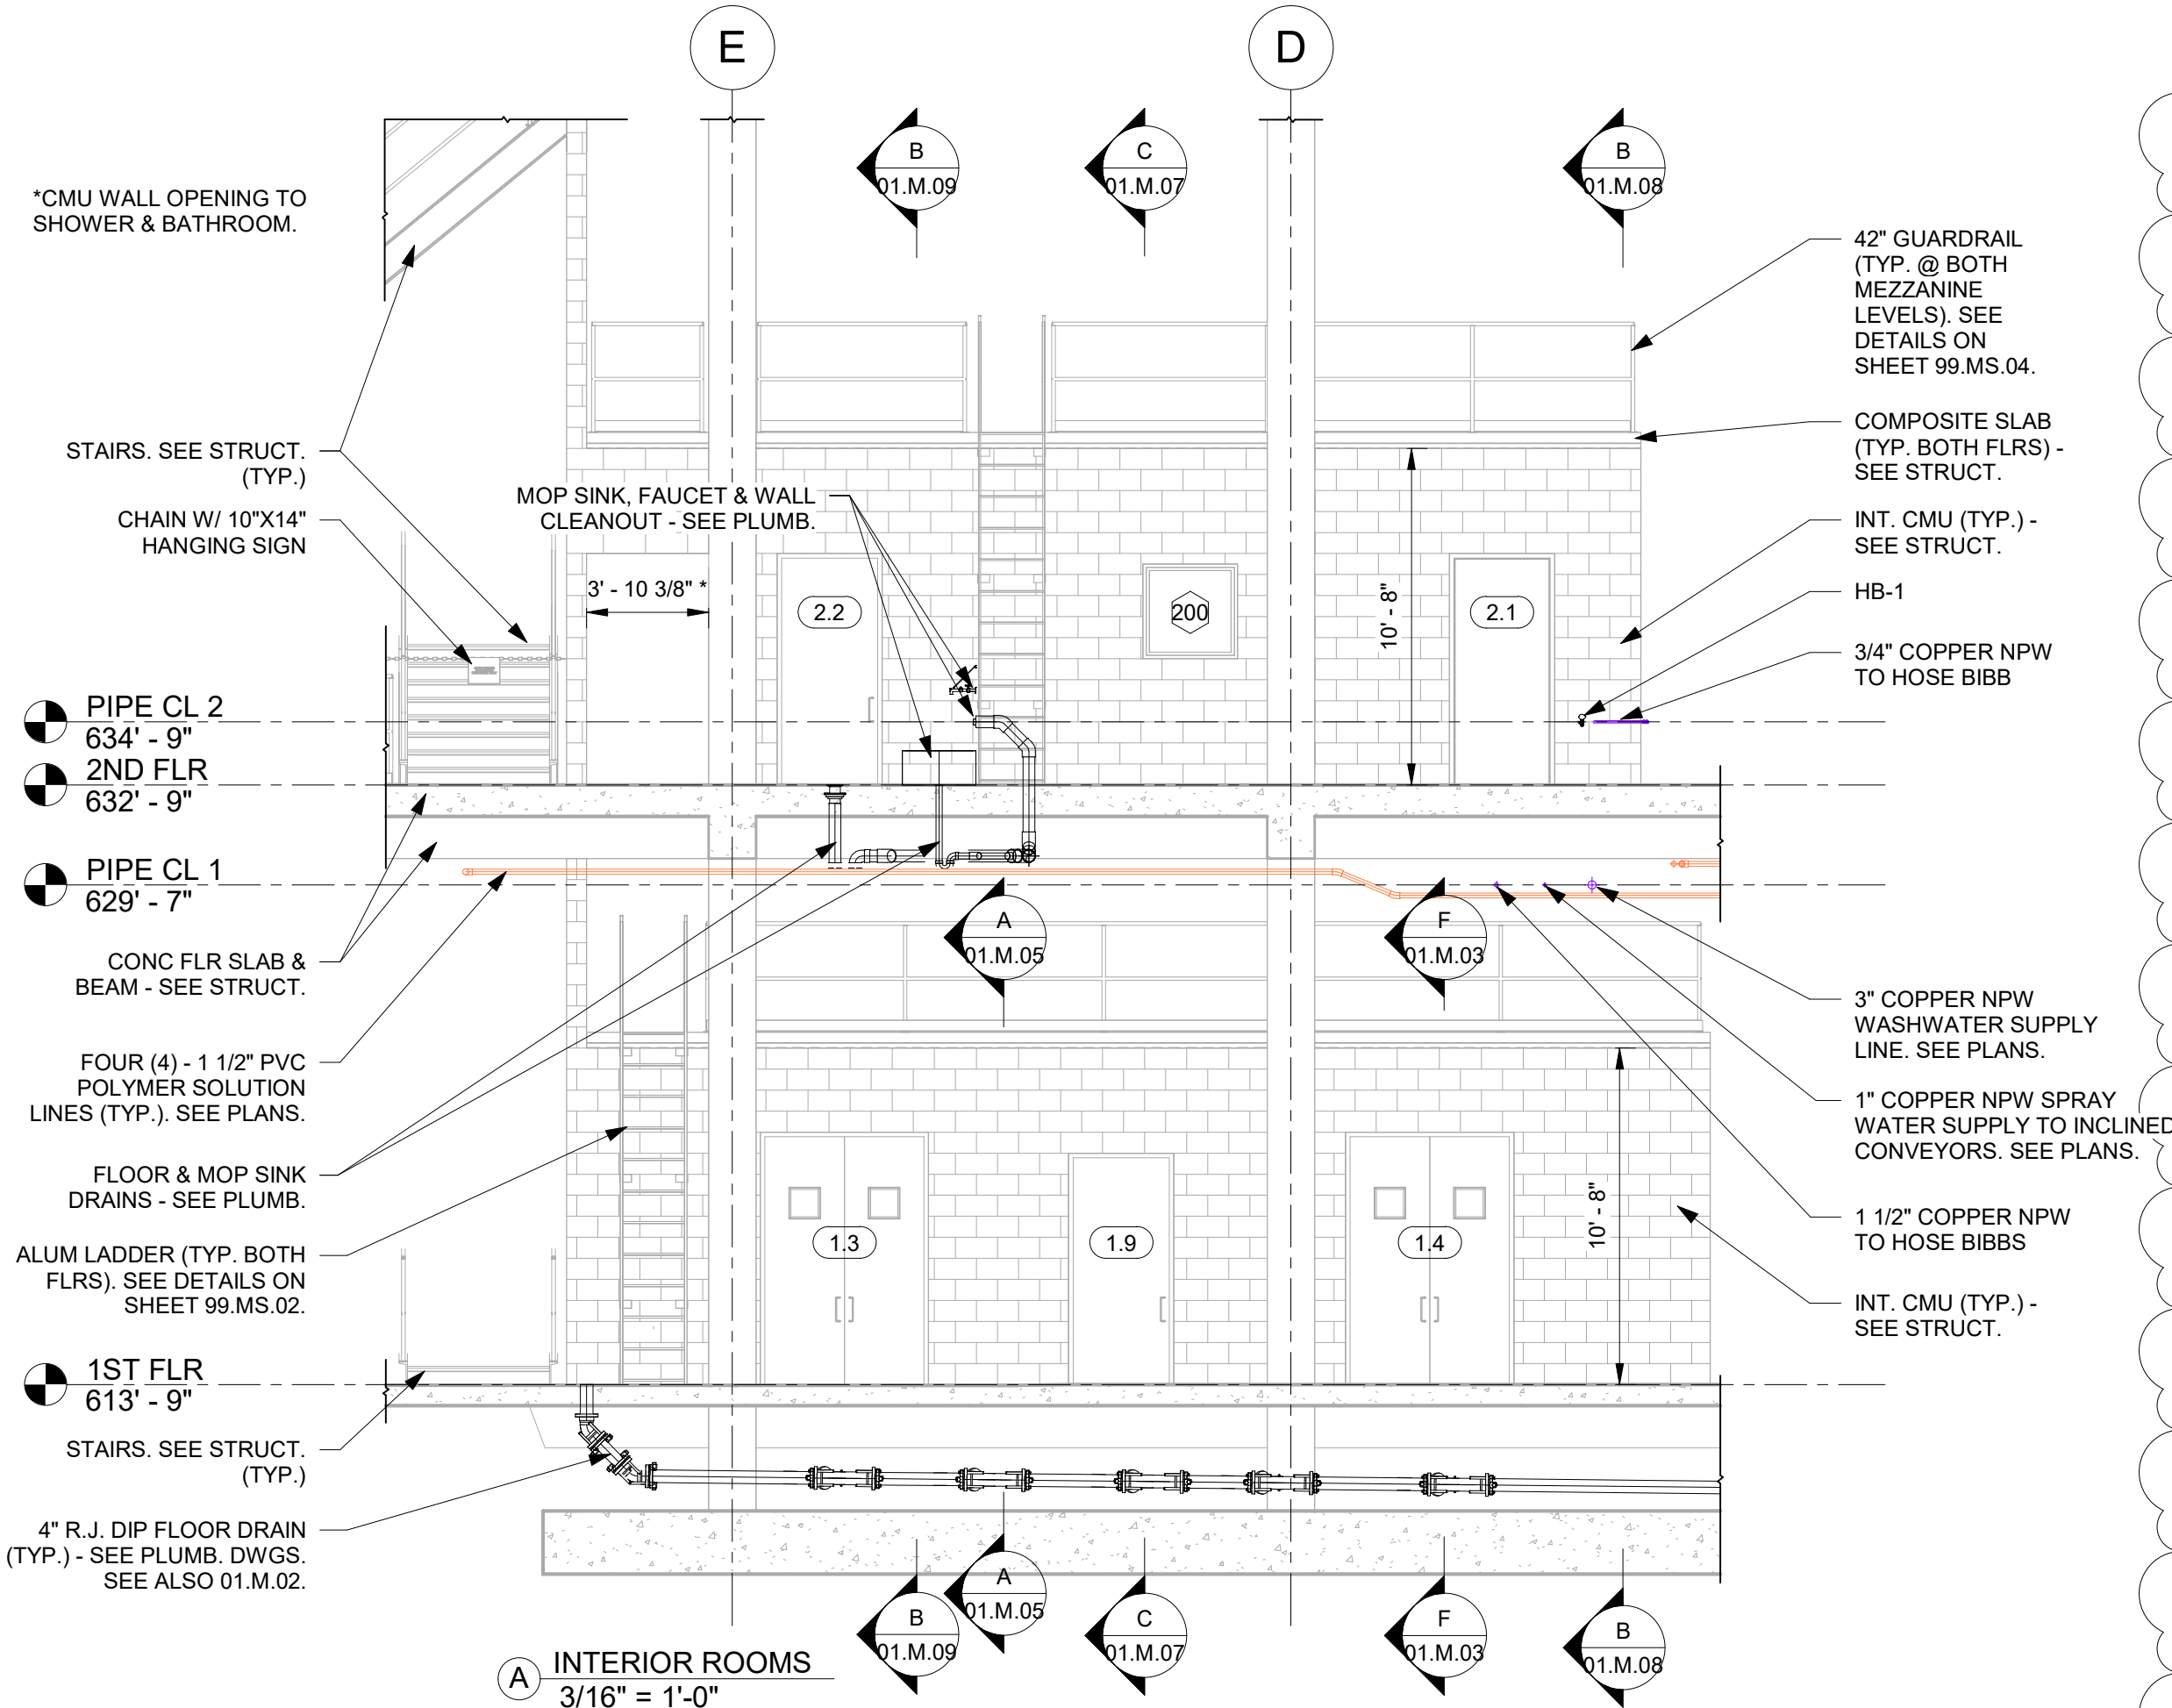 E
D
B
01.M.09
C
01.M.07
B
01.M.08
*CMU WALL OPENING TO
SHOWER & BATHROOM.
STAIRS. SEE STRUCT.
(TYP.)
CHAIN W/ 10"X14"
HANGING SIGN
MOP SINK, FAUCET & WALL
CLEANOUT - SEE PLUMB.
3' - 10 3/8" *
2.2
200
10' - 8"
2.1
42" GUARDRAIL
(TYP. @ BOTH
MEZZANINE
LEVELS). SEE
DETAILS ON
SHEET 99.MS.04.
COMPOSITE SLAB
(TYP. BOTH FLRS) -
SEE STRUCT.
INT. CMU (TYP.) -
SEE STRUCT.
HB-1
3/4" COPPER NPW
TO HOSE BIBB
PIPE CL 2
634' - 9"
2ND FLR
632' - 9"
PIPE CL 1
629' - 7"
CONC FLR SLAB &
BEAM - SEE STRUCT.
FOUR (4) - 1 1/2" PVC
POLYMER SOLUTION
LINES (TYP.). SEE PLANS.
FLOOR & MOP SINK
DRAINS - SEE PLUMB.
ALUM LADDER (TYP. BOTH
FLRS). SEE DETAILS ON
SHEET 99.MS.02.
A
01.M.05
F
01.M.03
3" COPPER NPW
WASHWATER SUPPLY
LINE. SEE PLANS.
1" COPPER NPW SPRAY
WATER SUPPLY TO INCLINED
CONVEYORS. SEE PLANS.
1 1/2" COPPER NPW
TO HOSE BIBBS
INT. CMU (TYP.) -
SEE STRUCT.
1.3
1.9
1.4
10' - 8"
1ST FLR
613' - 9"
STAIRS. SEE STRUCT.
(TYP.)
4" R.J. DIP FLOOR DRAIN
(TYP.) - SEE PLUMB. DWGS.
SEE ALSO 01.M.02.
B
01.M.09
A
01.M.05
C
01.M.07
F
01.M.03
B
01.M.08
A
INTERIOR ROOMS
3/16" = 1'-0"